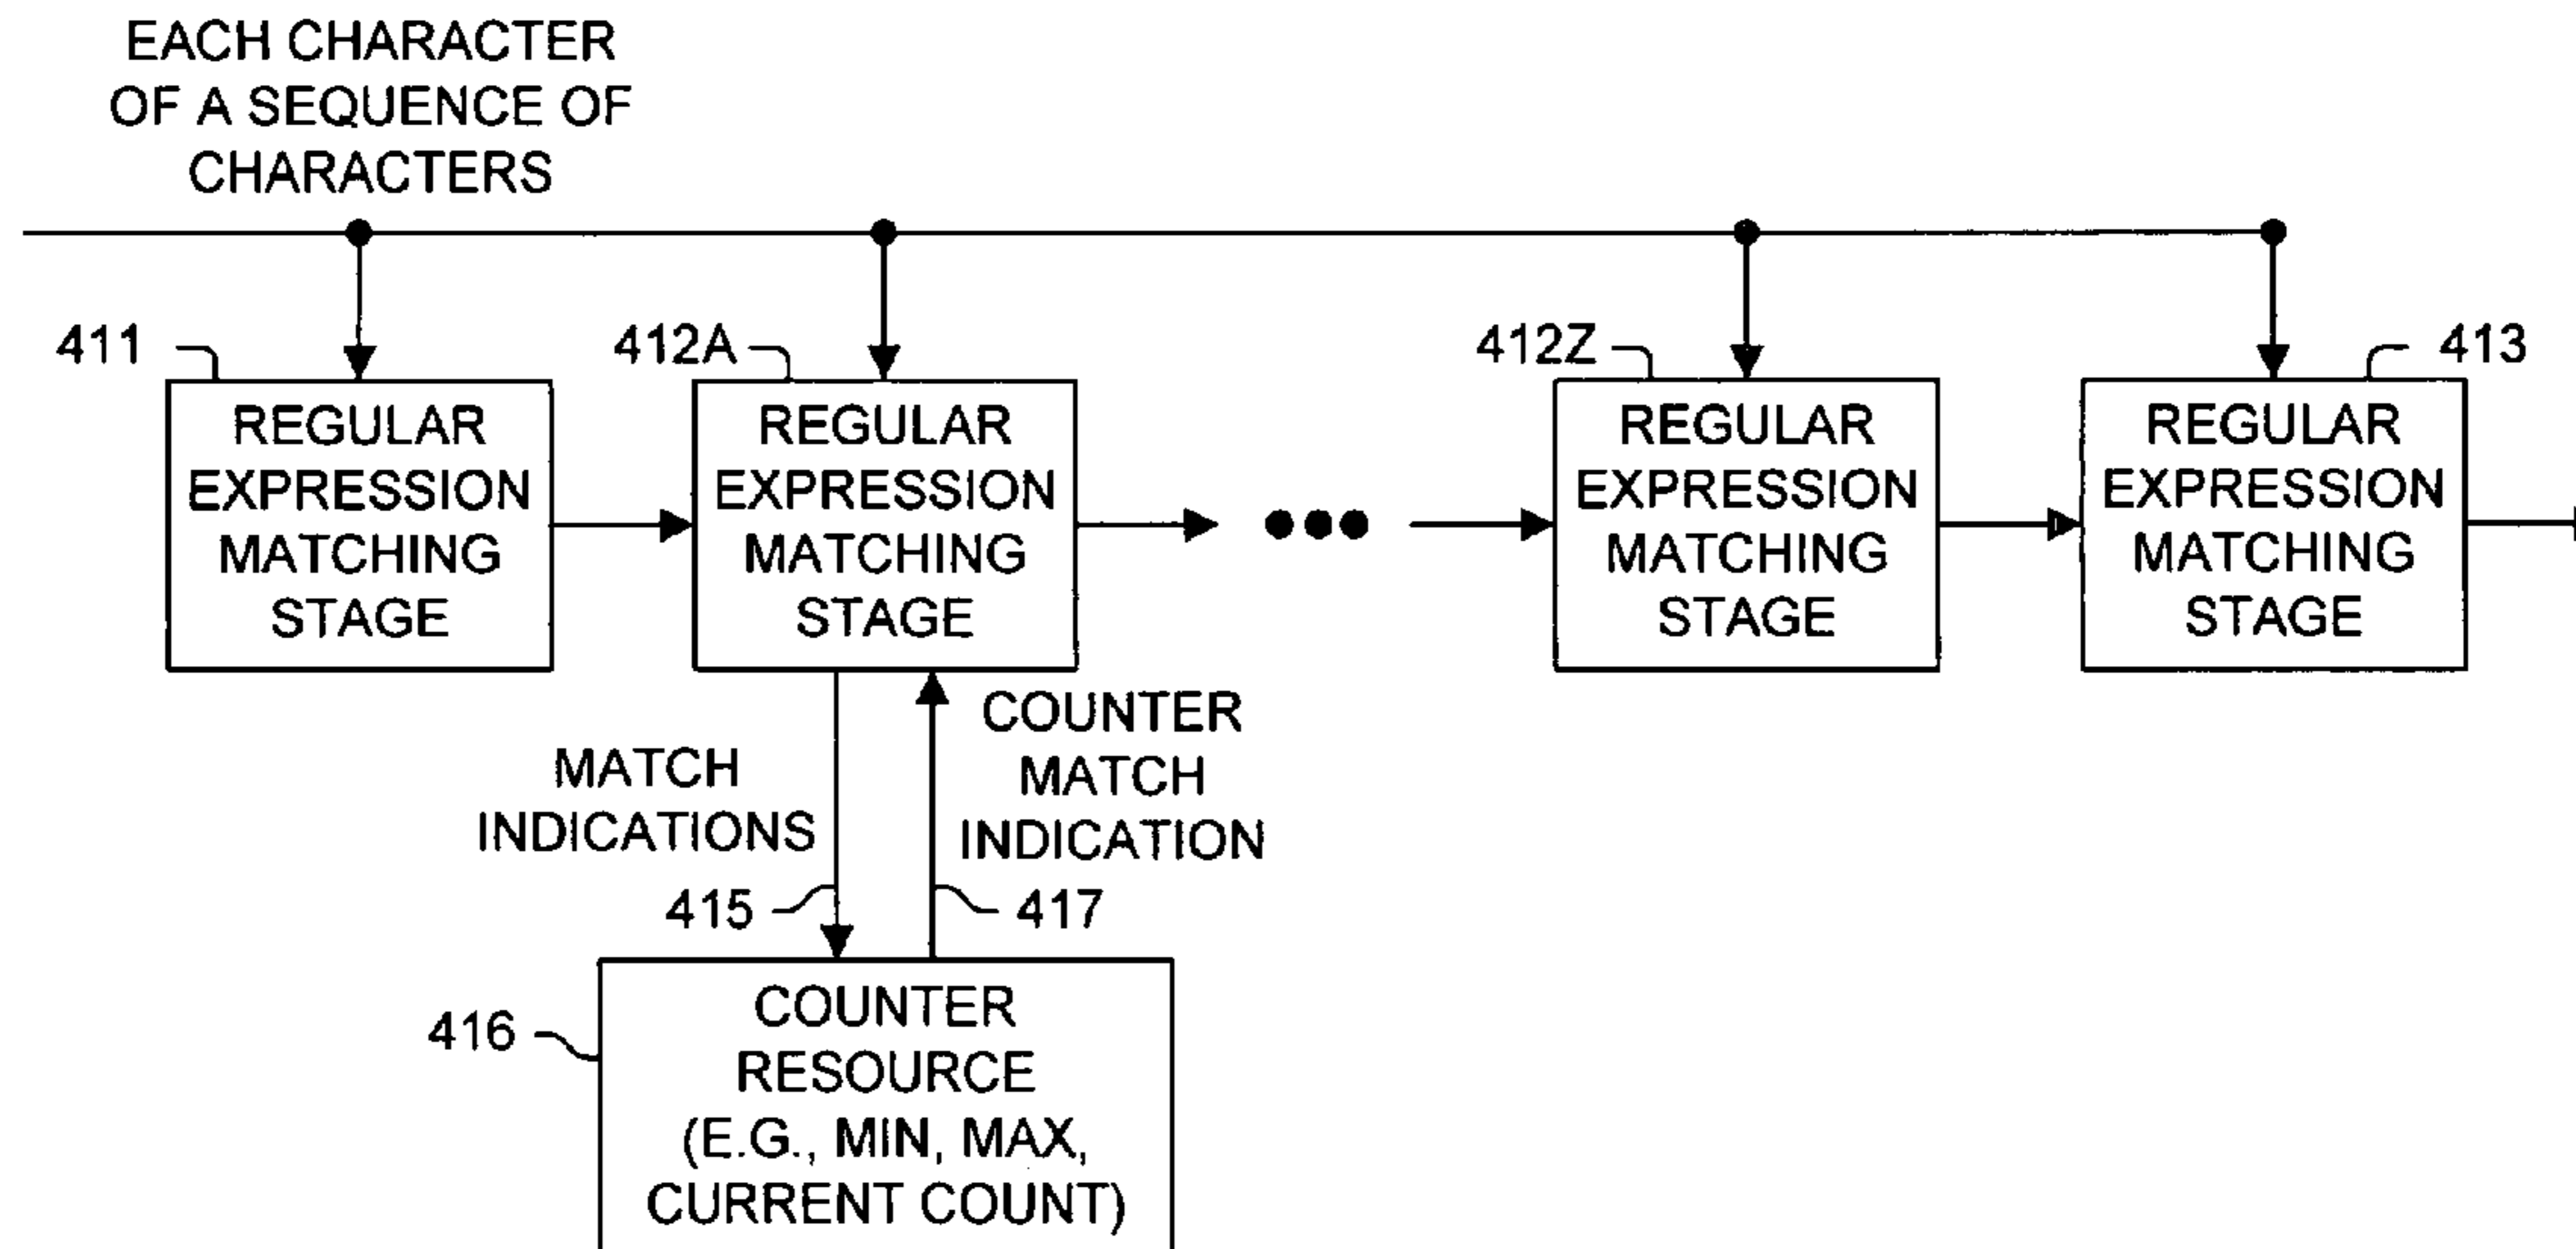 EACH CHARACTER
OF A SEQUENCE OF
CHARACTERS
411
412A
412Z
413
REGULAR
EXPRESSION
MATCHING
STAGE
REGULAR
EXPRESSION
MATCHING
STAGE
REGULAR
EXPRESSION
MATCHING
STAGE
REGULAR
EXPRESSION
MATCHING
STAGE
MATCH
INDICATIONS
COUNTER
MATCH
INDICATION
415
417
416
COUNTER
RESOURCE
(E.G., MIN, MAX,
CURRENT COUNT)